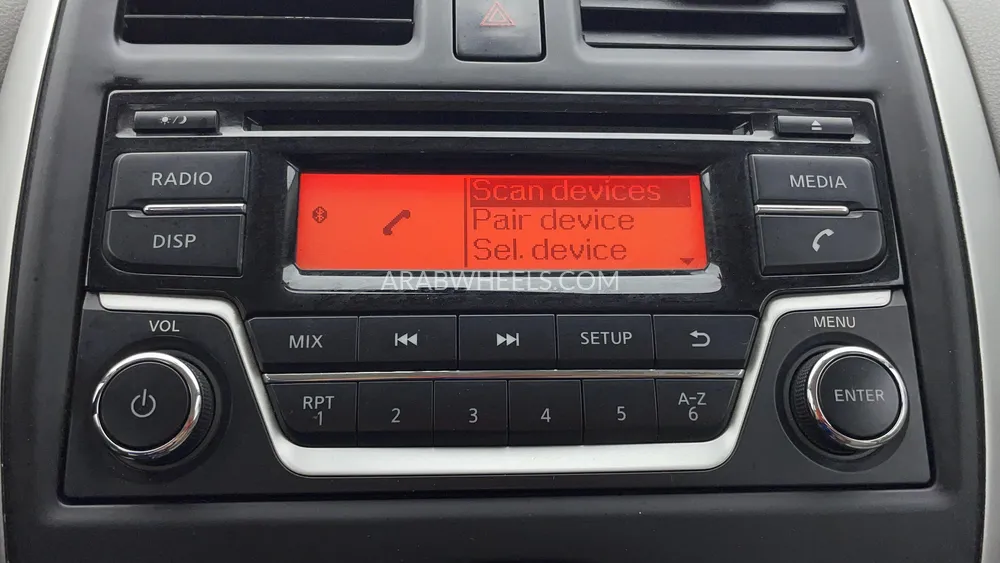 RADIO
DISP
Scan devices
Pair device
Sel. device
MEDIA
ARABWHEELS.COM
VOL
MENU
MIX
SETUP
ENTER
RPT
1
2
3
4
5
A-Z
6